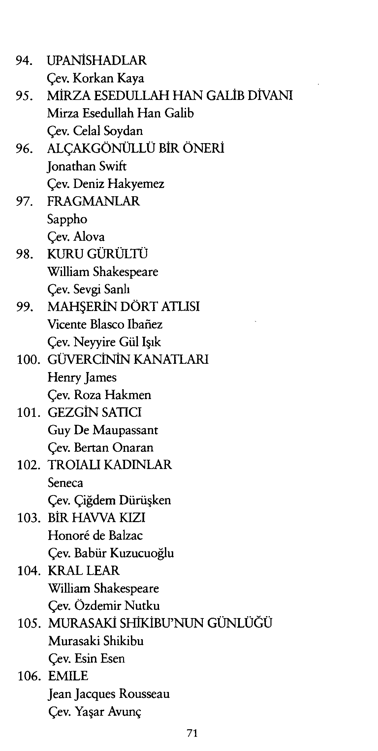 94. UPANİSHADLAR
Çev. Korkan Kaya
95. MİRZA ESEDULLAH HAN GALİB DİVANI
Mirza Esedullah Han Galib
Çev. Celal Soydan
96. ALÇAKGÖNÜLLÜ BİR ÖNERİ
Jonathan Swift
Çev. Deniz Hakyemez
97. FRAGMANLAR
Sappho
Çev. Alova
98. KURU GÜRÜLTÜ
William Shakespeare
Çev. Sevgi Sanlı
99. MAHŞERİN DÖRT ATLISI
Vicente Blasco Ibañez
Çev. Neyyire Gül Işık
100. GÜVERCİNİN KANATLARI
Henry James
Çev. Roza Hakmen
101. GEZGİN SATICI
Guy De Maupassant
Çev. Bertan Onaran
102. TROIALI KADINLAR
Seneca
Çev. Çiğdem Dürüşken
103. BİR HAVVA KIZI
Honoré de Balzac
Çev. Babür Kuzucuoğlu
104. KRAL LEAR
William Shakespeare
Çev. Özdemir Nutku
105. MURASAKİ SHİKİBU'NUN GÜNLÜĞÜ
Murasaki Shikibu
Çev. Esin Esen
106. EMILE
Jean Jacques Rousseau
Çev. Yaşar Avunç
71